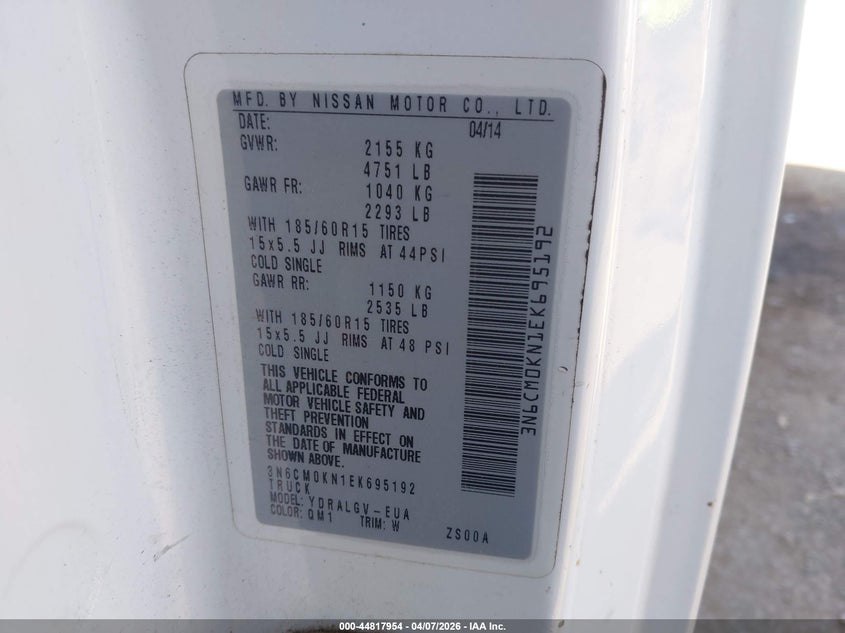 MFD. BY NISSAN MOTOR CO., LTD.
DATE: 04/14
GVWR: 2155 KG
4751 LB
GAWR FR: 1040 KG
2293 LB
WITH 185/60R15 TIRES
15x5.5 JJ RIMS AT 44PSI
COLD SINGLE
GAWR RR: 1150 KG
2535 LB
WITH 185/60R15 TIRES
15x5.5 JJ RIMS AT 48 PSI
COLD SINGLE
THIS VEHICLE CONFORMS TO
ALL APPLICABLE FEDERAL
MOTOR VEHICLE SAFETY AND
THEFT PREVENTION
STANDARDS IN EFFECT ON
THE DATE OF MANUFACTURE
SHOWN ABOVE.
3N6CM0KN1EK695192
TRUCK
MODEL: YDRALGV-EUA
COLOR: QM1 TRIM: W ZS00A
3N6CM0KN1EK695192
000-44817954 - 04/07/2026 - IAA Inc.